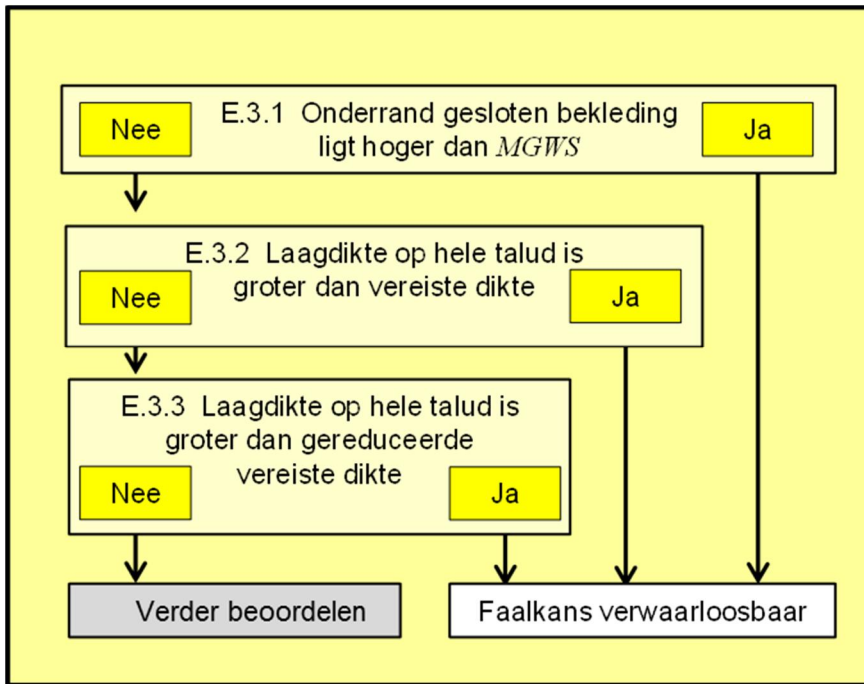 E.3.1 Onderrand gesloten bekleding
Nee
Ja
ligt hoger dan MGWS
E.3.2 Laagdikte op hele talud is
Nee
groter dan vereiste dikte
Ja
E.3.3 Laagdikte op hele talud is
groter dan gereduceerde
vereiste dikte
Nee
Ja
Verder beoordelen
Faalkans verwaarloosbaar